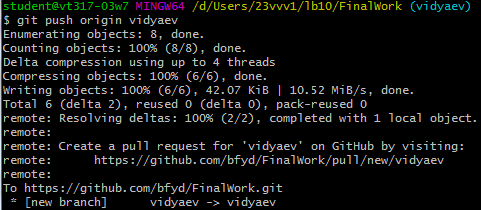 student@vt317-03w7 MINGW64 /d/Users/23vvv1/lb10/FinalWork (vidyaev)
$ git push origin vidyaev
Enumerating objects: 8, done.
Counting objects: 100% (8/8), done.
Delta compression using up to 4 threads
Compressing objects: 100% (6/6), done.
Writing objects: 100% (6/6), 42.07 KiB | 10.52 MiB/s, done.
Total 6 (delta 2), reused 0 (delta 0), pack-reused 0
remote: Resolving deltas: 100% (2/2), completed with 1 local object.
remote:
remote: Create a pull request for 'vidyaev' on GitHub by visiting:
remote:      https://github.com/bfyd/FinalWork/pull/new/vidyaev
remote:
To https://github.com/bfyd/FinalWork.git
 * [new branch]      vidyaev -> vidyaev